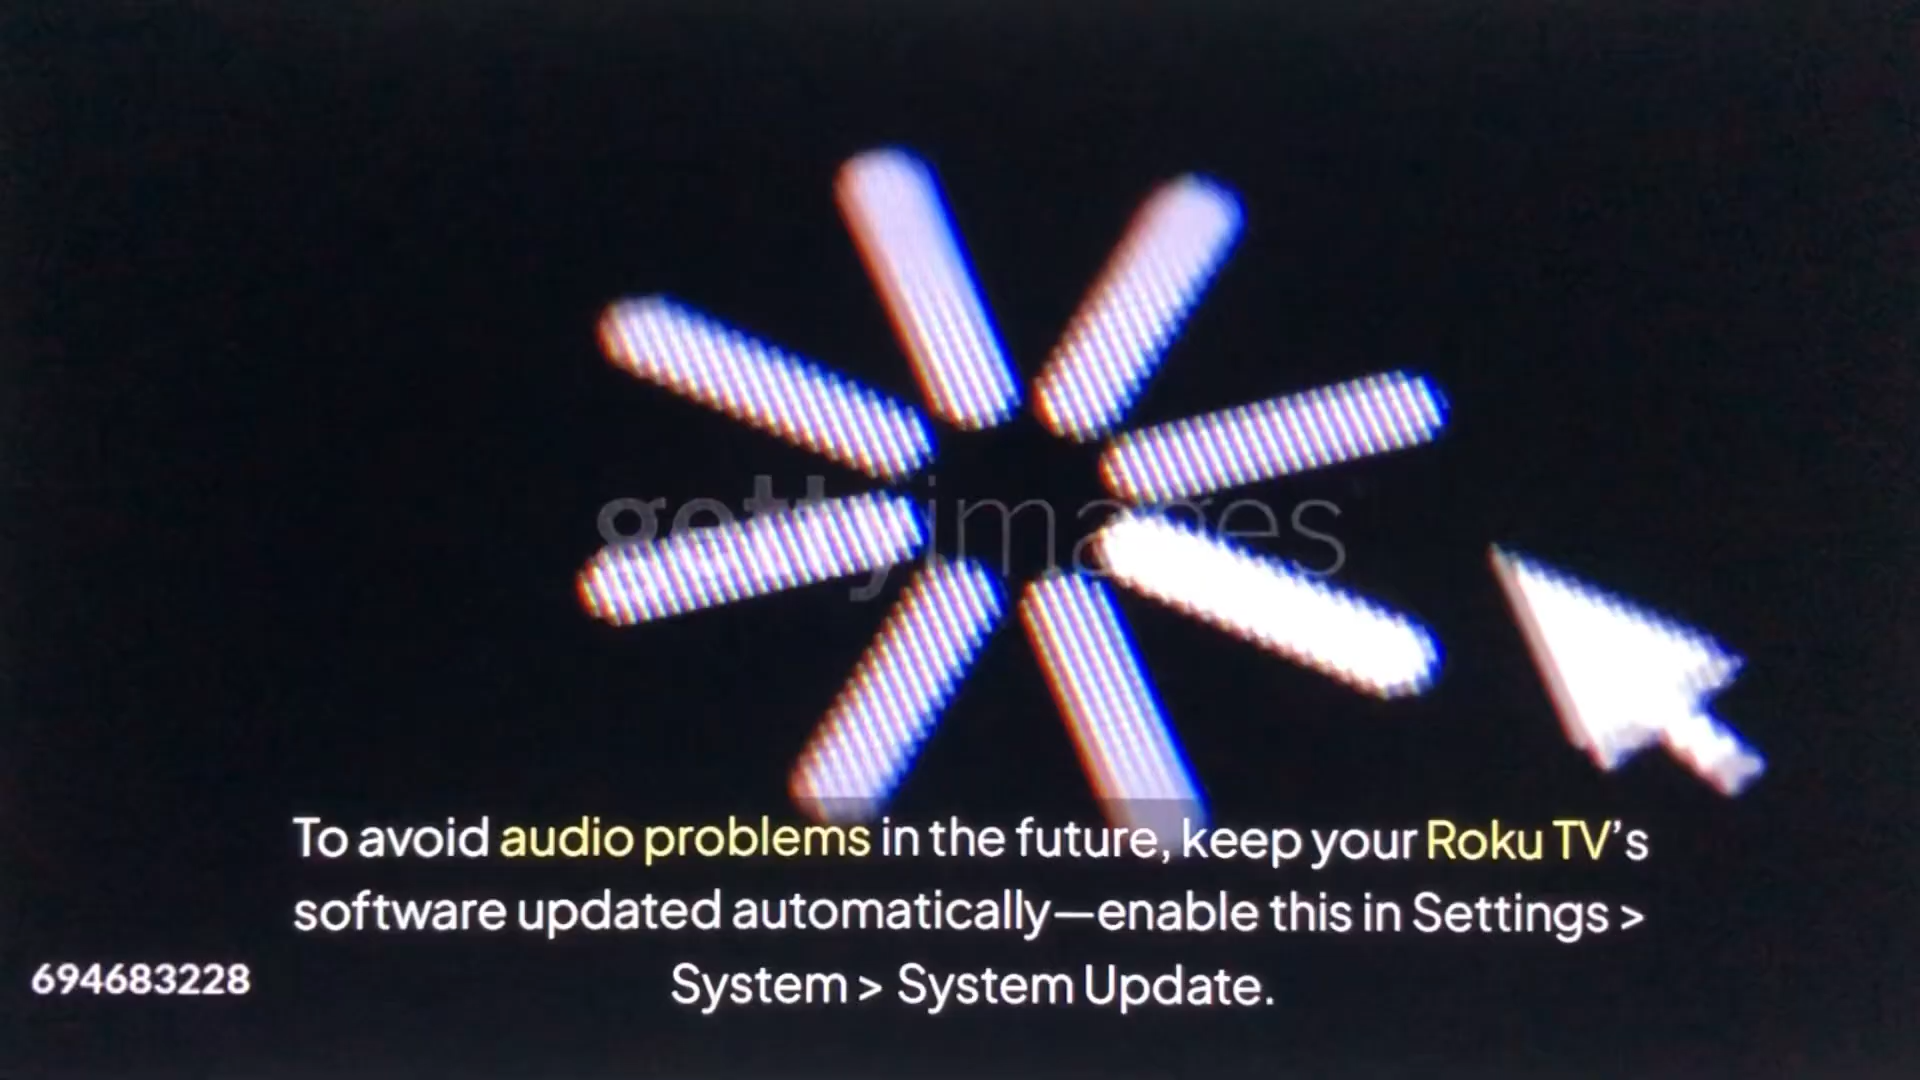 gettyimages
To avoid audio problems in the future, keep your Roku TV’s
software updated automatically—enable this in Settings >
System > System Update.
694683228